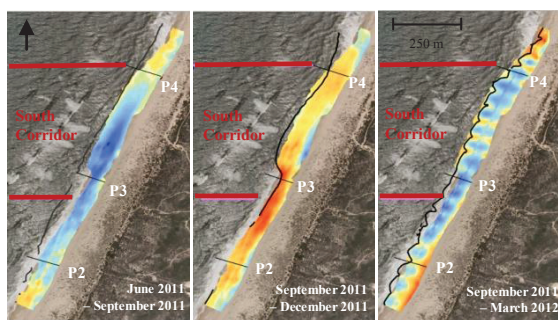 South
Corridor
P4
P3
P2
June 2011
– September 2011
South
Corridor
P4
P3
P2
September 2011
– December 2011
250 m
South
Corridor
P4
P3
P2
September 2011
– March 2012